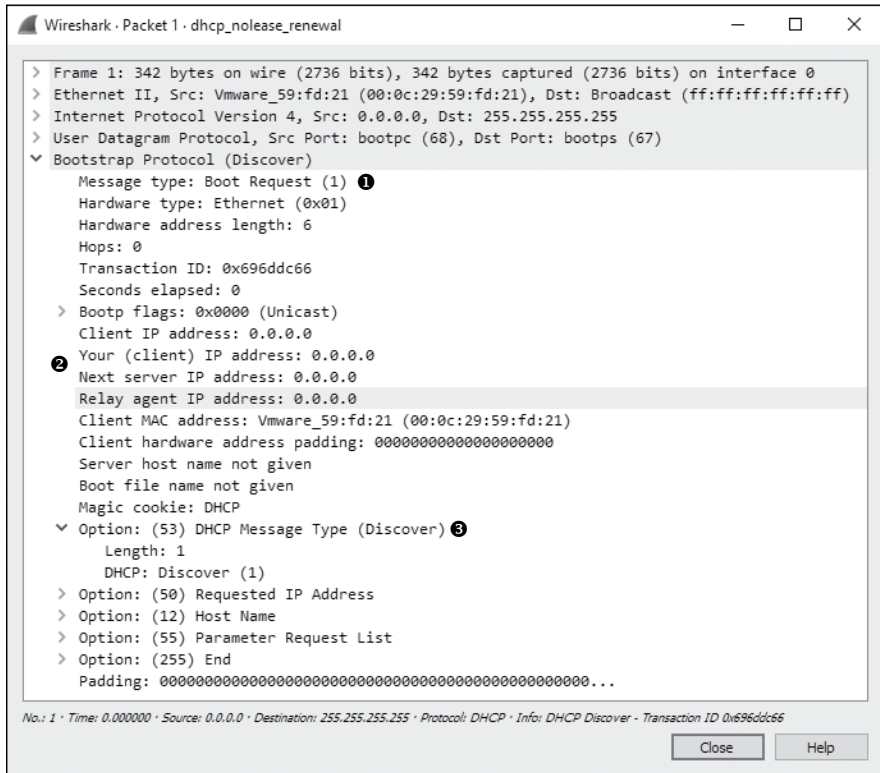 Wireshark · Packet 1 · dhcp_nolease_renewal
Frame 1: 342 bytes on wire (2736 bits), 342 bytes captured (2736 bits) on interface 0
Ethernet II, Src: Vmware_59:fd:21 (00:0c:29:59:fd:21), Dst: Broadcast (ff:ff:ff:ff:ff:ff)
Internet Protocol Version 4, Src: 0.0.0.0, Dst: 255.255.255.255
User Datagram Protocol, Src Port: bootpc (68), Dst Port: bootps (67)
Bootstrap Protocol (Discover)
Message type: Boot Request (1) ❶
Hardware type: Ethernet (0x01)
Hardware address length: 6
Hops: 0
Transaction ID: 0x696ddc66
Seconds elapsed: 0
Bootp flags: 0x0000 (Unicast)
Client IP address: 0.0.0.0
❷ Your (client) IP address: 0.0.0.0
Next server IP address: 0.0.0.0
Relay agent IP address: 0.0.0.0
Client MAC address: Vmware_59:fd:21 (00:0c:29:59:fd:21)
Client hardware address padding: 00000000000000000000
Server host name not given
Boot file name not given
Magic cookie: DHCP
Option: (53) DHCP Message Type (Discover) ❸
Length: 1
DHCP: Discover (1)
Option: (50) Requested IP Address
Option: (12) Host Name
Option: (55) Parameter Request List
Option: (255) End
Padding: 000000000000000000000000000000000000000000000000...
No.: 1 · Time: 0.000000 · Source: 0.0.0.0 · Destination: 255.255.255.255 · Protocol: DHCP · Info: DHCP Discover - Transaction ID 0x696ddc66
Close Help